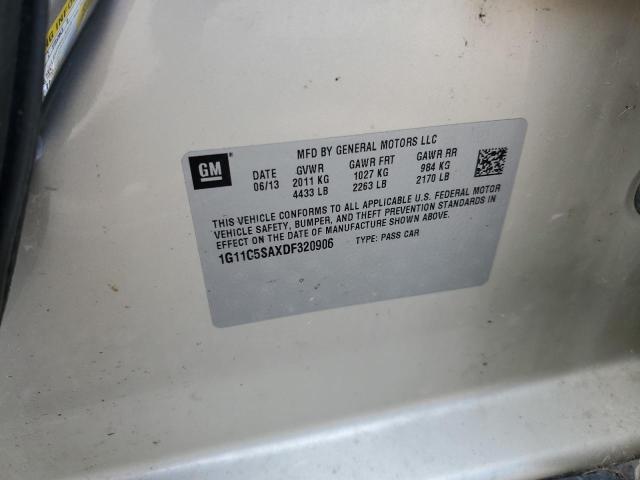 MFD BY GENERAL MOTORS LLC
GM
DATE GVWR GAWR FRT GAWR RR
06/13 2011 KG 1027 KG 984 KG
4433 LB 2263 LB 2170 LB
THIS VEHICLE CONFORMS TO ALL APPLICABLE U.S. FEDERAL MOTOR
VEHICLE SAFETY, BUMPER, AND THEFT PREVENTION STANDARDS IN
EFFECT ON THE DATE OF MANUFACTURE SHOWN ABOVE.
1G11C5SAXDF320906 TYPE: PASS CAR